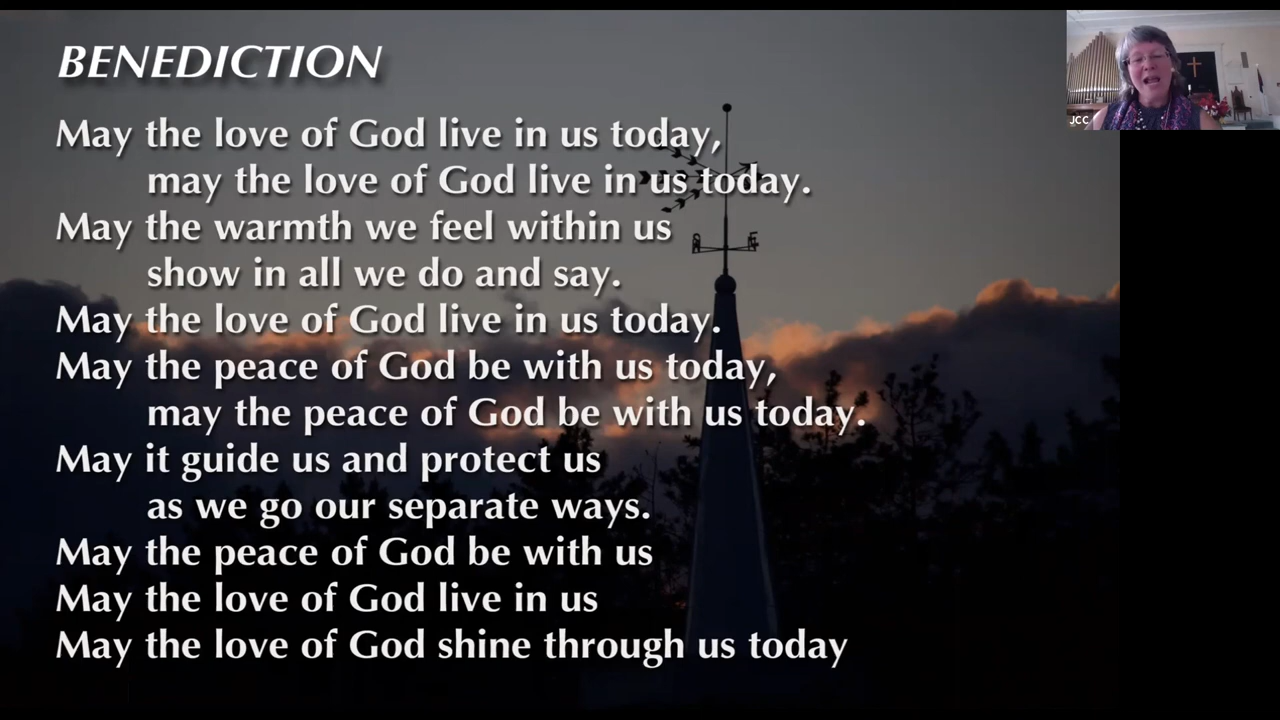 BENEDICTION
May the love of God live in us today,
may the love of God live in us today.
May the warmth we feel within us
show in all we do and say.
May the love of God live in us today.
May the peace of God be with us today,
may the peace of God be with us today.
May it guide us and protect us
as we go our separate ways.
May the peace of God be with us
May the love of God live in us
May the love of God shine through us today
JCC